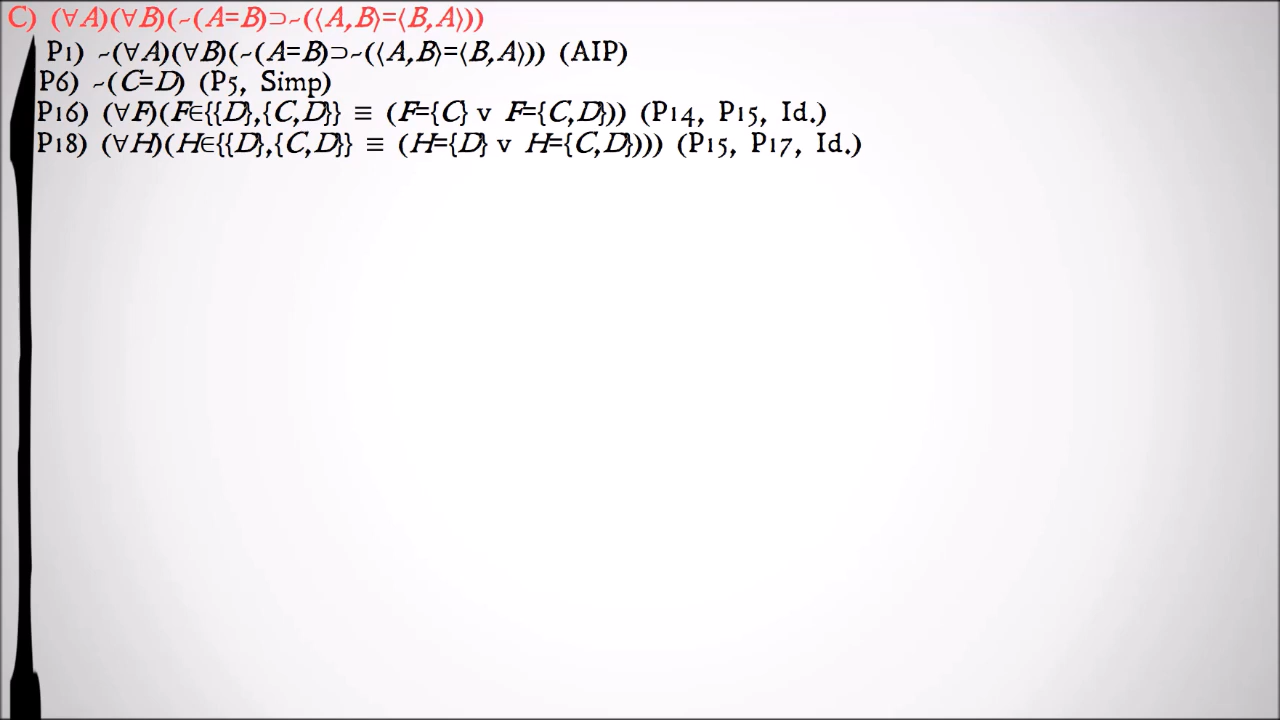 C) (∀A)(∀B)(~(A=B)⊃~(⟨A,B⟩=⟨B,A⟩))
P1) ~(∀A)(∀B)(~(A=B)⊃~(⟨A,B⟩=⟨B,A⟩)) (AIP)
P6) ~(C=D) (P5, Simp)
P16) (∀F)(F∈{{D},{C,D}} ≡ (F={C} v F={C,D})) (P14, P15, Id.)
P18) (∀H)(H∈{{D},{C,D}} ≡ (H={D} v H={C,D}))) (P15, P17, Id.)